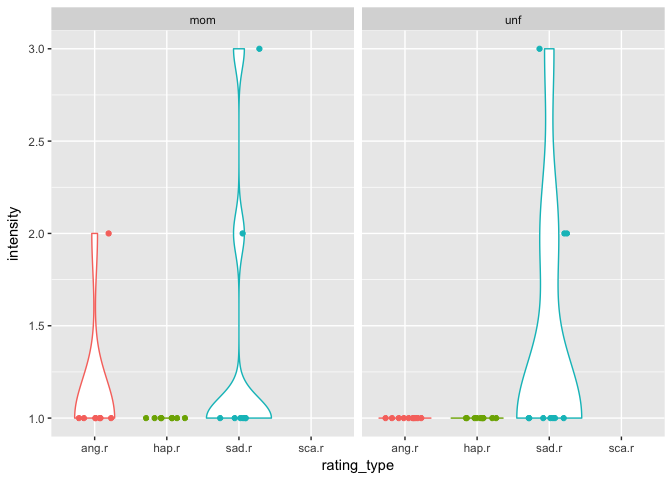 mom unf
3.0
2.5
2.0
1.5
1.0
intensity
ang.r hap.r sad.r sca.r ang.r hap.r sad.r sca.r
rating_type